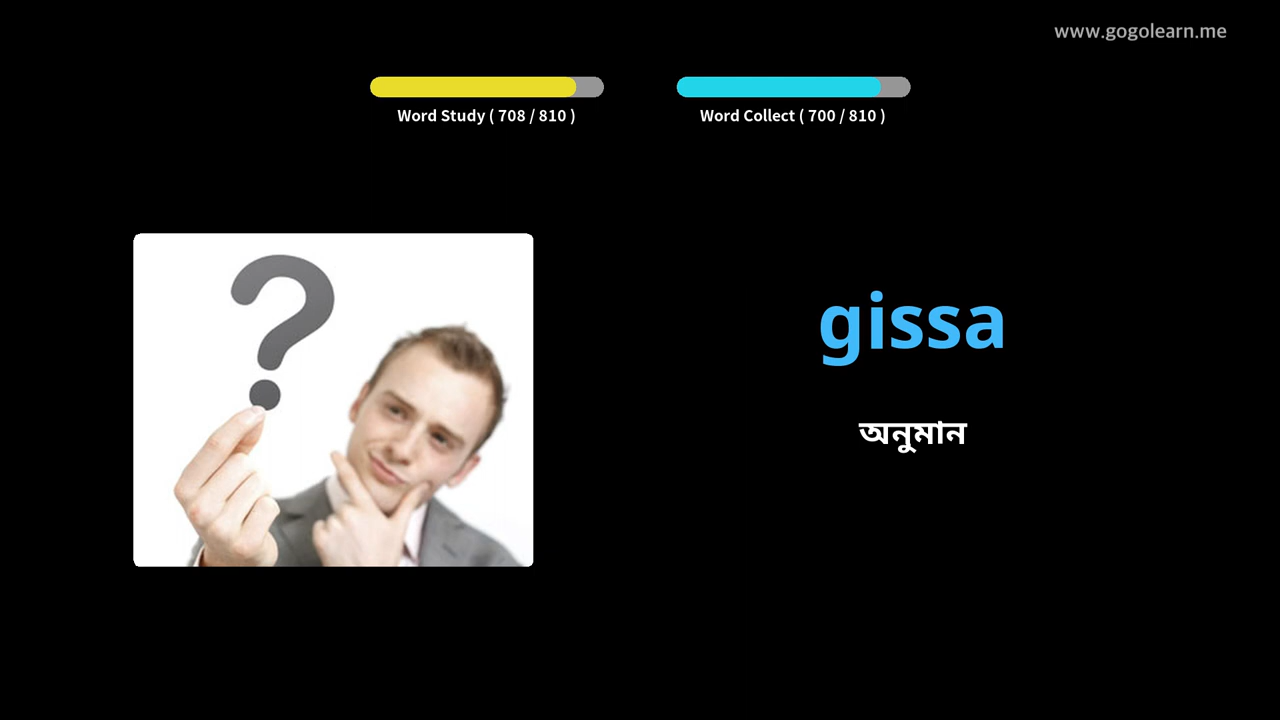 www.gogolearn.me
Word Study ( 708 / 810 )
Word Collect ( 700 / 810 )
?
gissa
অনুমান